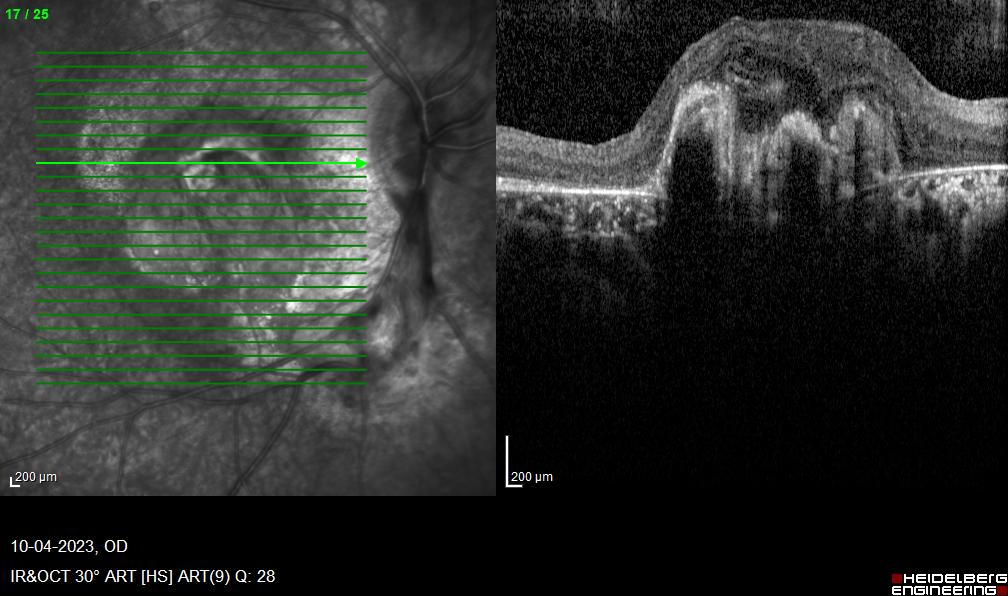 17 / 25
200 µm
200 µm
10-04-2023, OD
IR&OCT 30° ART [HS] ART(9) Q: 28
HEIDELBERG
ENGINEERING